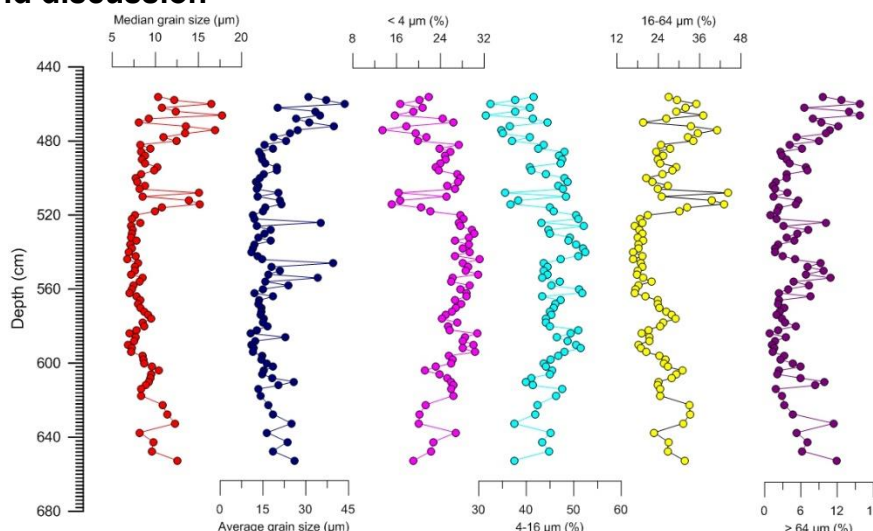 Median grain size (μm)
< 4 μm (%)
16-64 μm (%)
5 10 15 20
8 16 24 32
12 24 36 48
440
480
520
560
600
640
680
Depth (cm)
0 15 30 45
30 40 50 60
0 6 12
Average grain size (μm)
4-16 μm (%)
> 64 μm (%)